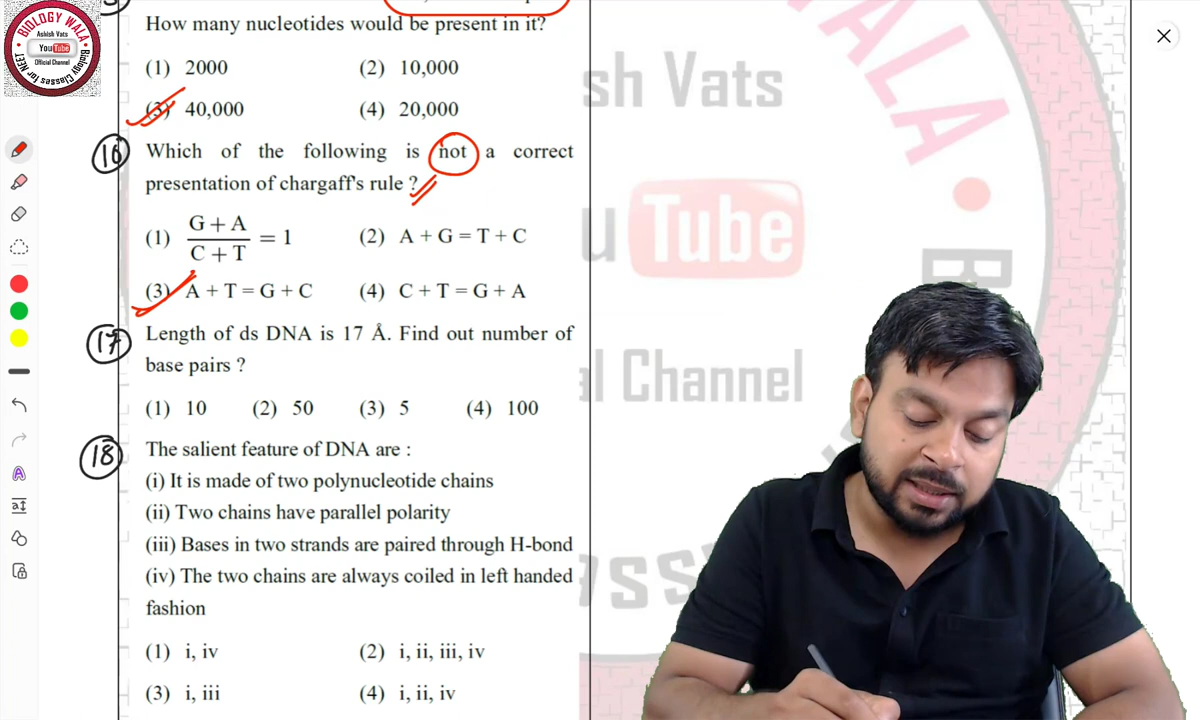 BIOLOGY WALA
Ashish Vats
YouTube
Official Channel
Biology Classes for NEET
How many nucleotides would be present in it?
(1) 2000 (2) 10,000
(3) 40,000 (4) 20,000
16 Which of the following is not a correct
presentation of chargaff's rule ?
(1) G + A / C + T = 1 (2) A + G = T + C
(3) A + T = G + C (4) C + T = G + A
17 Length of ds DNA is 17 Å. Find out number of
base pairs ?
(1) 10 (2) 50 (3) 5 (4) 100
18 The salient feature of DNA are :
(i) It is made of two polynucleotide chains
(ii) Two chains have parallel polarity
(iii) Bases in two strands are paired through H-bond
(iv) The two chains are always coiled in left handed
fashion
(1) i, iv (2) i, ii, iii, iv
(3) i, iii (4) i, ii, iv
sh Vats
ALA
u Tube
al Channel